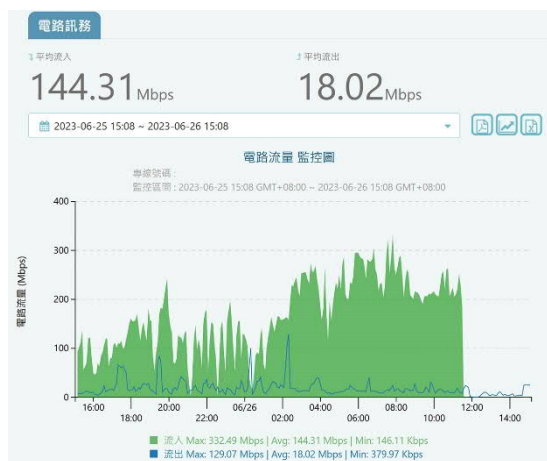 電路訊務
平均流入
平均流出
144.31 Mbps
18.02 Mbps
2023-06-25 15:08 ~ 2023-06-26 15:08
電路流量 監控圖
專線號碼 :
監控區間 : 2023-06-25 15:08 GMT+08:00 ~ 2023-06-26 15:08 GMT+08:00
電路流量 (Mbps)
400
300
200
100
0
16:00
18:00
20:00
22:00
06/26
02:00
04:00
06:00
08:00
10:00
12:00
14:00
流入 Max: 332.49 Mbps | Avg: 144.31 Mbps | Min: 146.11 Kbps
流出 Max: 129.07 Mbps | Avg: 18.02 Mbps | Min: 379.97 Kbps